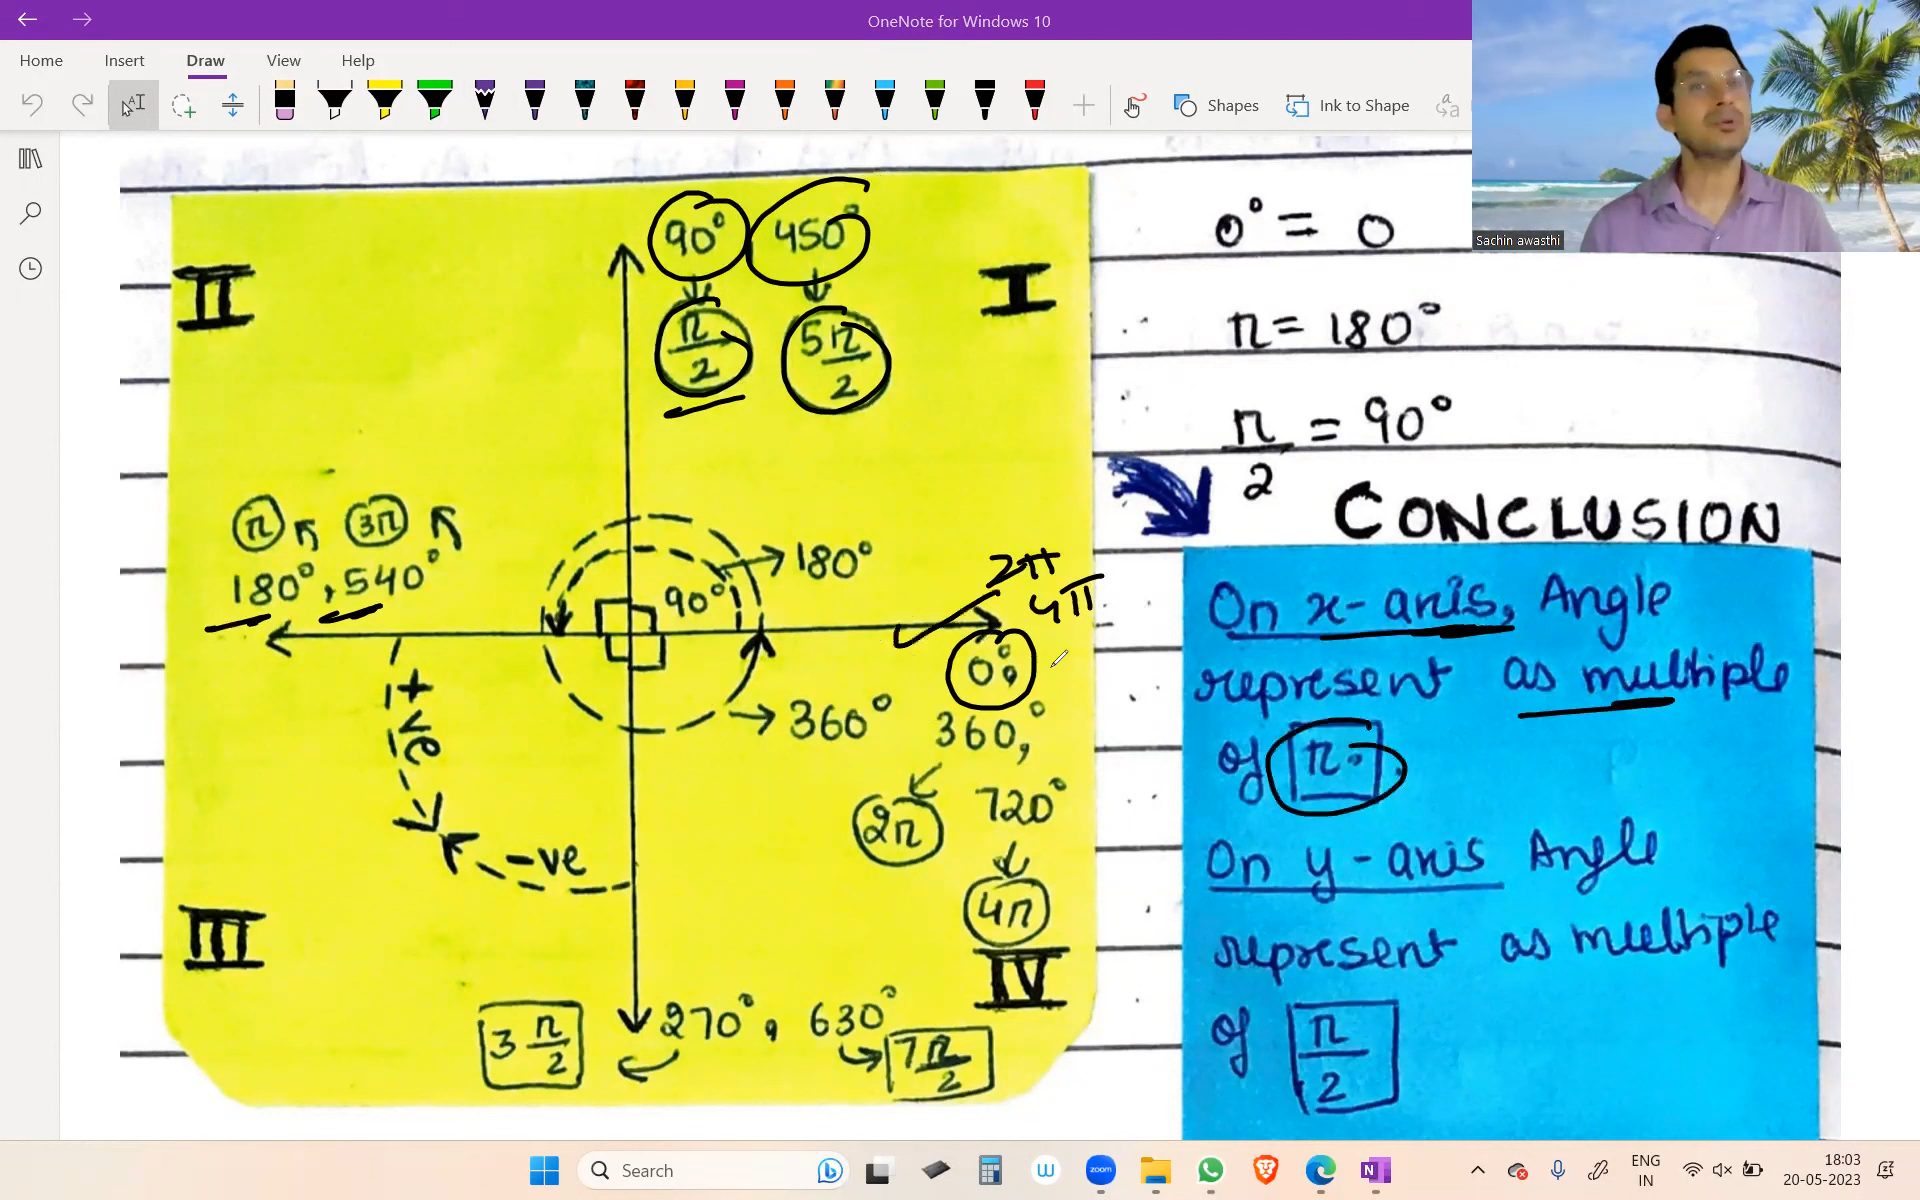 OneNote for Windows 10
Home Insert Draw View Help
Shapes Ink to Shape
Sachin awasthi
90° 450°
π/2 5π/2
II I
π 3π
180°, 540°
180°
90°
2π
4π
0°,
360°,
360°
720°
2π
4π
+ve
-ve
III IV
3π/2 270°, 630°
7π/2
0° = 0
π = 180°
π/2 = 90°
CONCLUSION
On x-axis, Angle
represent as multiple
of π.
On y-axis Angle
represent as multiple
of π/2
Search
zoom
ENG
IN
18:03
20-05-2023